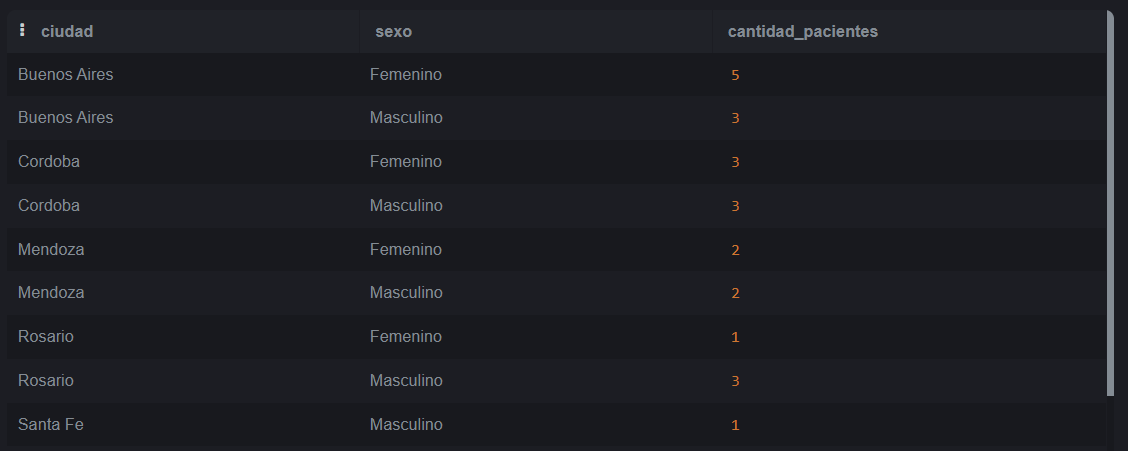 ciudad sexo cantidad_pacientes
Buenos Aires Femenino 5
Buenos Aires Masculino 3
Cordoba Femenino 3
Cordoba Masculino 3
Mendoza Femenino 2
Mendoza Masculino 2
Rosario Femenino 1
Rosario Masculino 3
Santa Fe Masculino 1